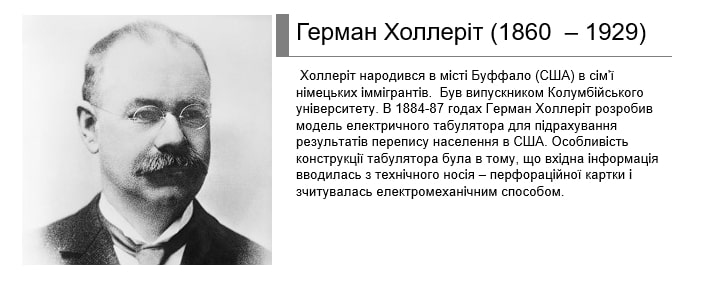 Герман Холлеріт (1860 – 1929)
Холлеріт народився в місті Буффало (США) в сім'ї
німецьких іммігрантів. Був випускником Колумбійського
університету. В 1884-87 годах Герман Холлеріт розробив
модель електричного табулятора для підрахування
результатів перепису населення в США. Особливість
конструкції табулятора була в тому, що вхідна інформація
вводилась з технічного носія – перфораційної картки і
зчитувалась електромеханічним способом.